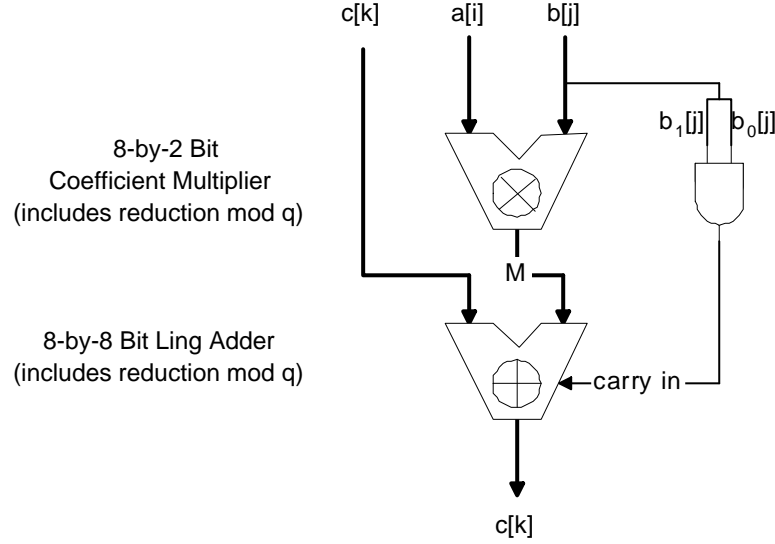 c[k] a[i] b[j]
b₁[j] b₀[j]
8-by-2 Bit
Coefficient Multiplier
(includes reduction mod q)
M
8-by-8 Bit Ling Adder
(includes reduction mod q)
carry in
c[k]